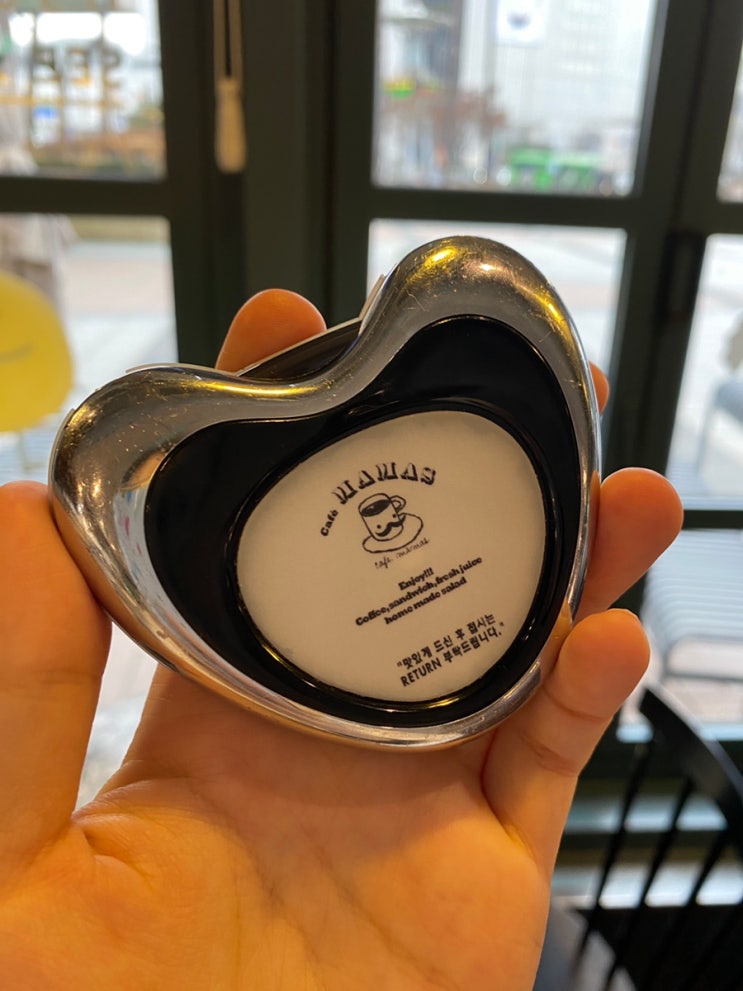 Café MAMAS
cafe mamas
Enjoy!!!
Coffee,sandwich,fresh juice
home made salad
"맛있게 드신 후 접시는
RETURN 부탁드립니다."